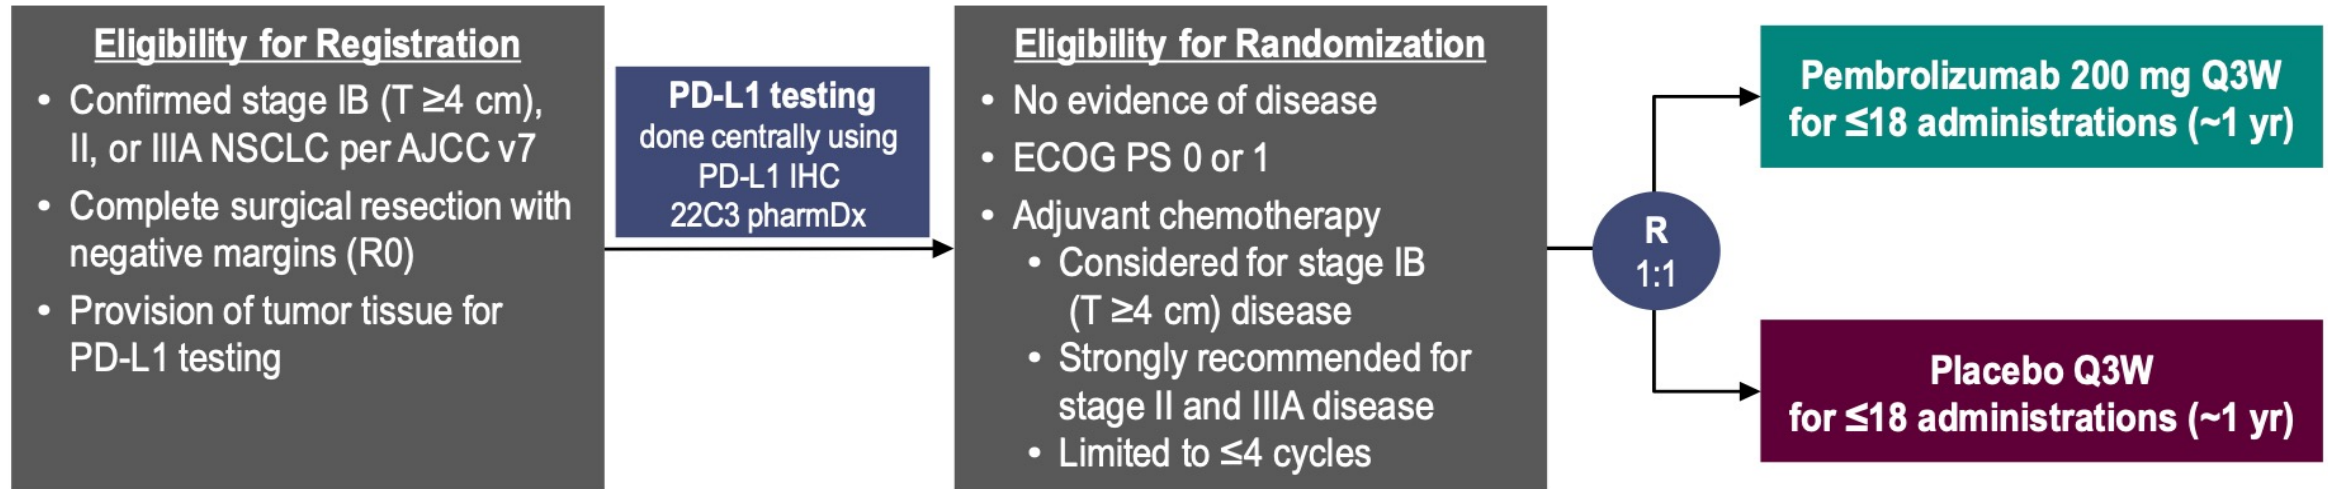 Eligibility for Registration
• Confirmed stage IB (T ≥4 cm),
II, or IIIA NSCLC per AJCC v7
• Complete surgical resection with
negative margins (R0)
• Provision of tumor tissue for
PD-L1 testing
PD-L1 testing
done centrally using
PD-L1 IHC
22C3 pharmDx
Eligibility for Randomization
• No evidence of disease
• ECOG PS 0 or 1
• Adjuvant chemotherapy
• Considered for stage IB
(T ≥4 cm) disease
• Strongly recommended for
stage II and IIIA disease
• Limited to ≤4 cycles
R
1:1
Pembrolizumab 200 mg Q3W
for ≤18 administrations (~1 yr)
Placebo Q3W
for ≤18 administrations (~1 yr)